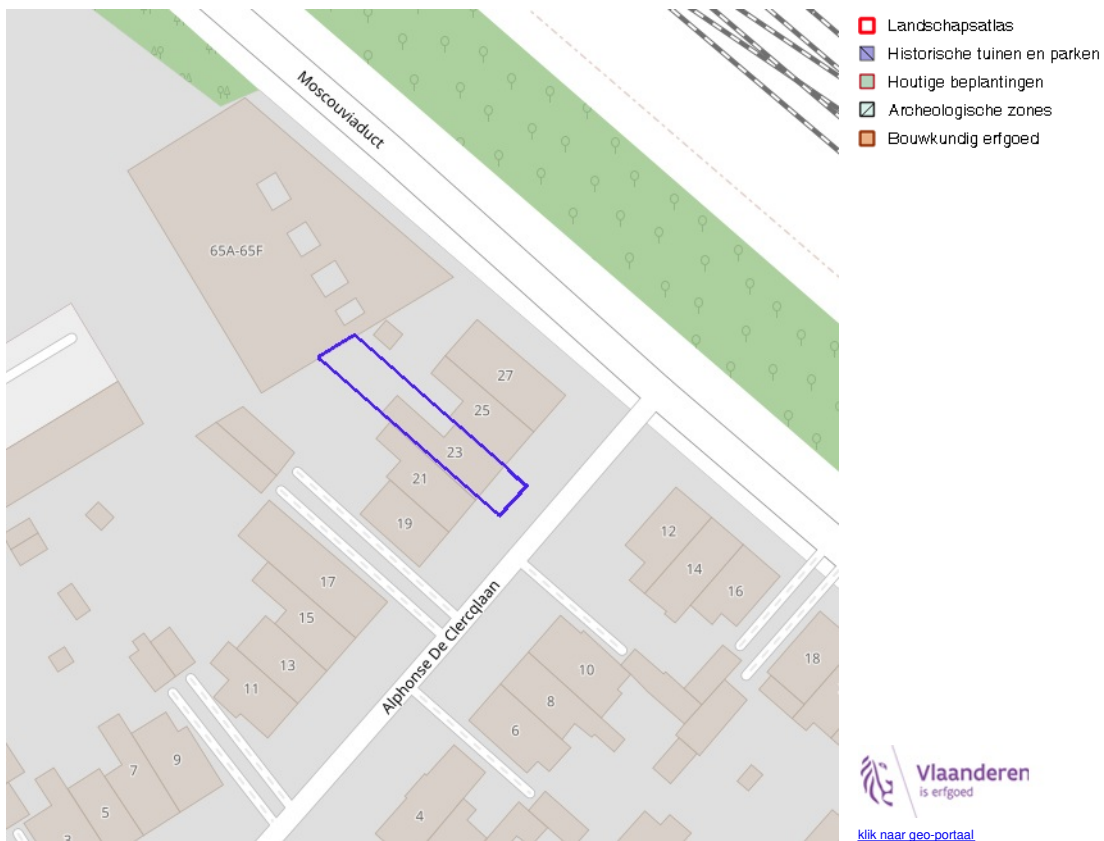 Moscouviaduct
65A-65F
27
25
23
21
19
17
15
13
11
9
7
5
3
12
14
16
18
10
8
6
4
Alphonse De Clercqlaan
Landschapsatlas
Historische tuinen en parken
Houtige beplantingen
Archeologische zones
Bouwkundig erfgoed
Vlaanderen
is erfgoed
klik naar geo-portaal